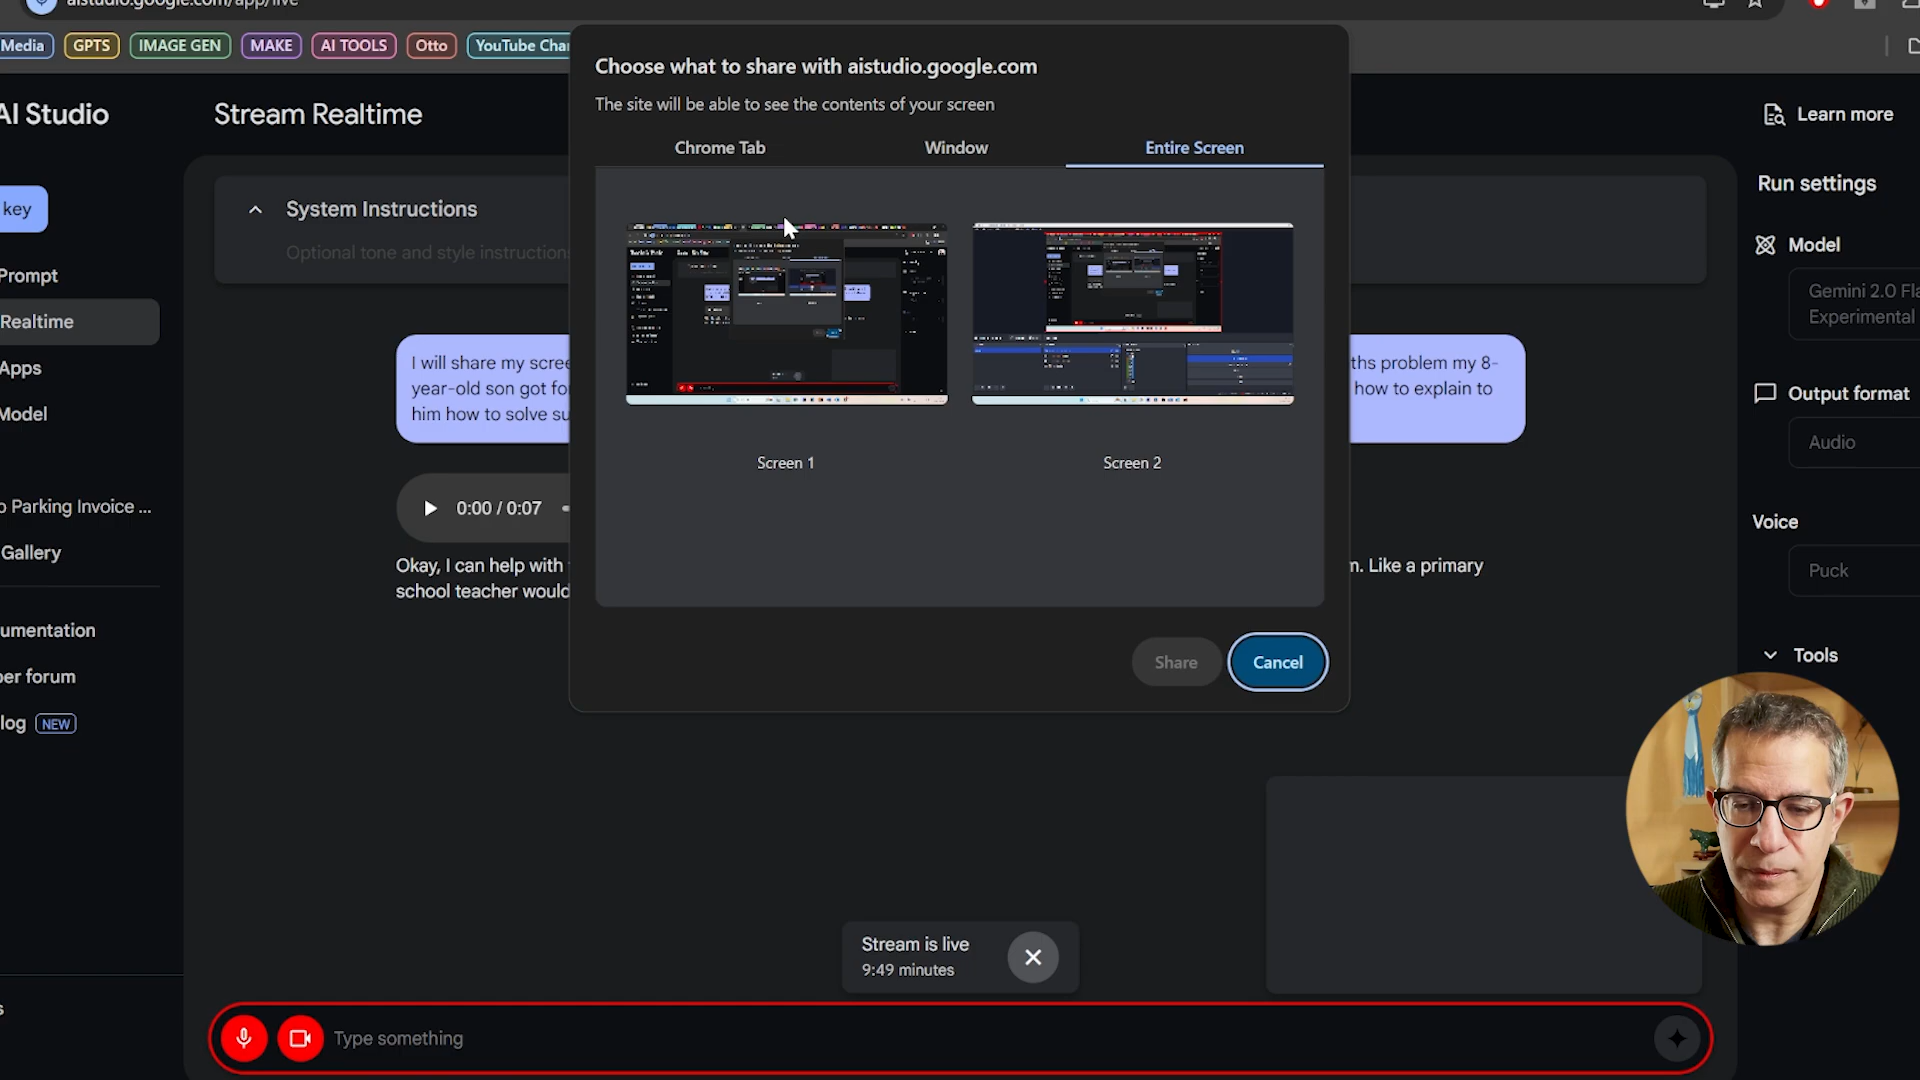 aistudio.google.com/app/live
Media
GPTS
IMAGE GEN
MAKE
AI TOOLS
Otto
YouTube Cha
Choose what to share with aistudio.google.com
The site will be able to see the contents of your screen
Chrome Tab
Window
Entire Screen
Screen 1
Screen 2
Share
Cancel
AI Studio
Stream Realtime
Learn more
key
Prompt
Realtime
Apps
Model
Parking Invoice ...
Gallery
umentation
er forum
log NEW
System Instructions
Optional tone and style instructions
I will share my scree
ths problem my 8-
year-old son got fo
how to explain to
him how to solve su
0:00 / 0:07
Okay, I can help with
n. Like a primary
school teacher would
Run settings
Model
Gemini 2.0 Fla
Experimental
Output format
Audio
Voice
Puck
Tools
Stream is live
9:49 minutes
Type something